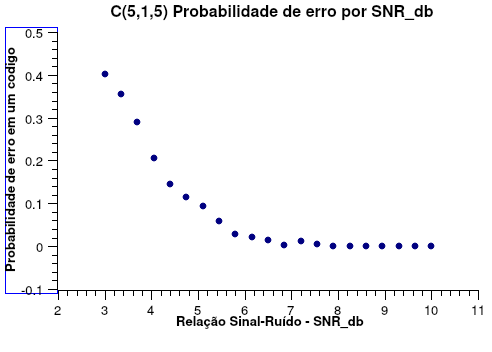 C(5,1,5) Probabilidade de erro por SNR_db
Probabilidade de erro em um codigo
0.5
0.4
0.3
0.2
0.1
0
-0.1
2 3 4 5 6 7 8 9 10 11
Relação Sinal-Ruído - SNR_db